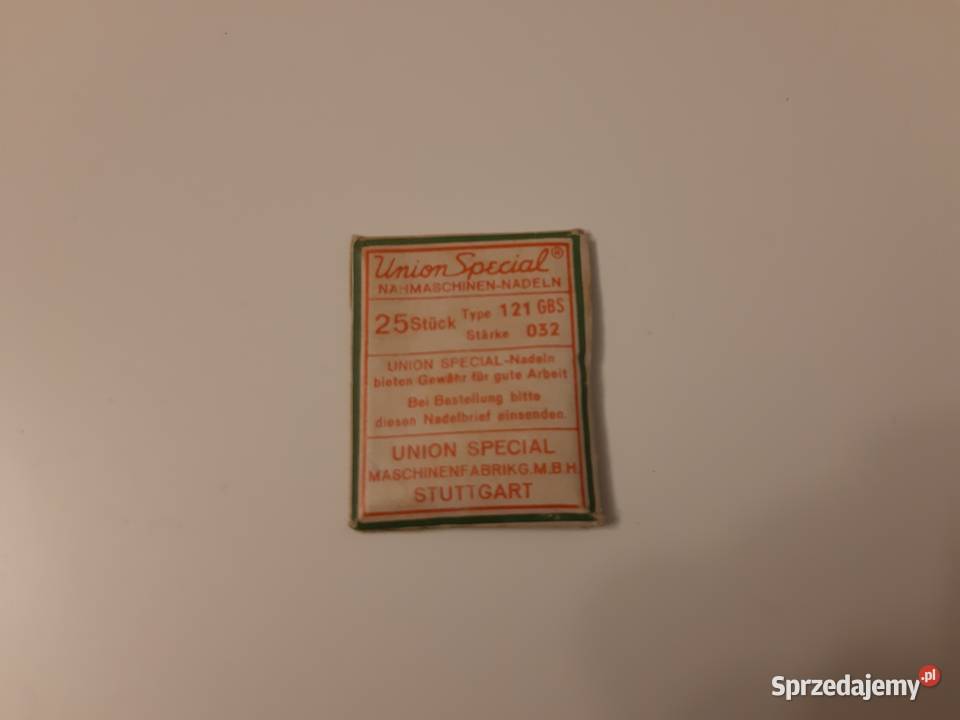 Union Special®
NAHMASCHINEN-NADELN
25 Stück Type 121 GBS
Stärke 032
UNION SPECIAL-Nadeln
bieten Gewähr für gute Arbeit
Bei Bestellung bitte
diesen Nadelbrief einsenden.
UNION SPECIAL
MASCHINENFABRIK G.M.B.H.
STUTTGART
Sprzedajemy.pl